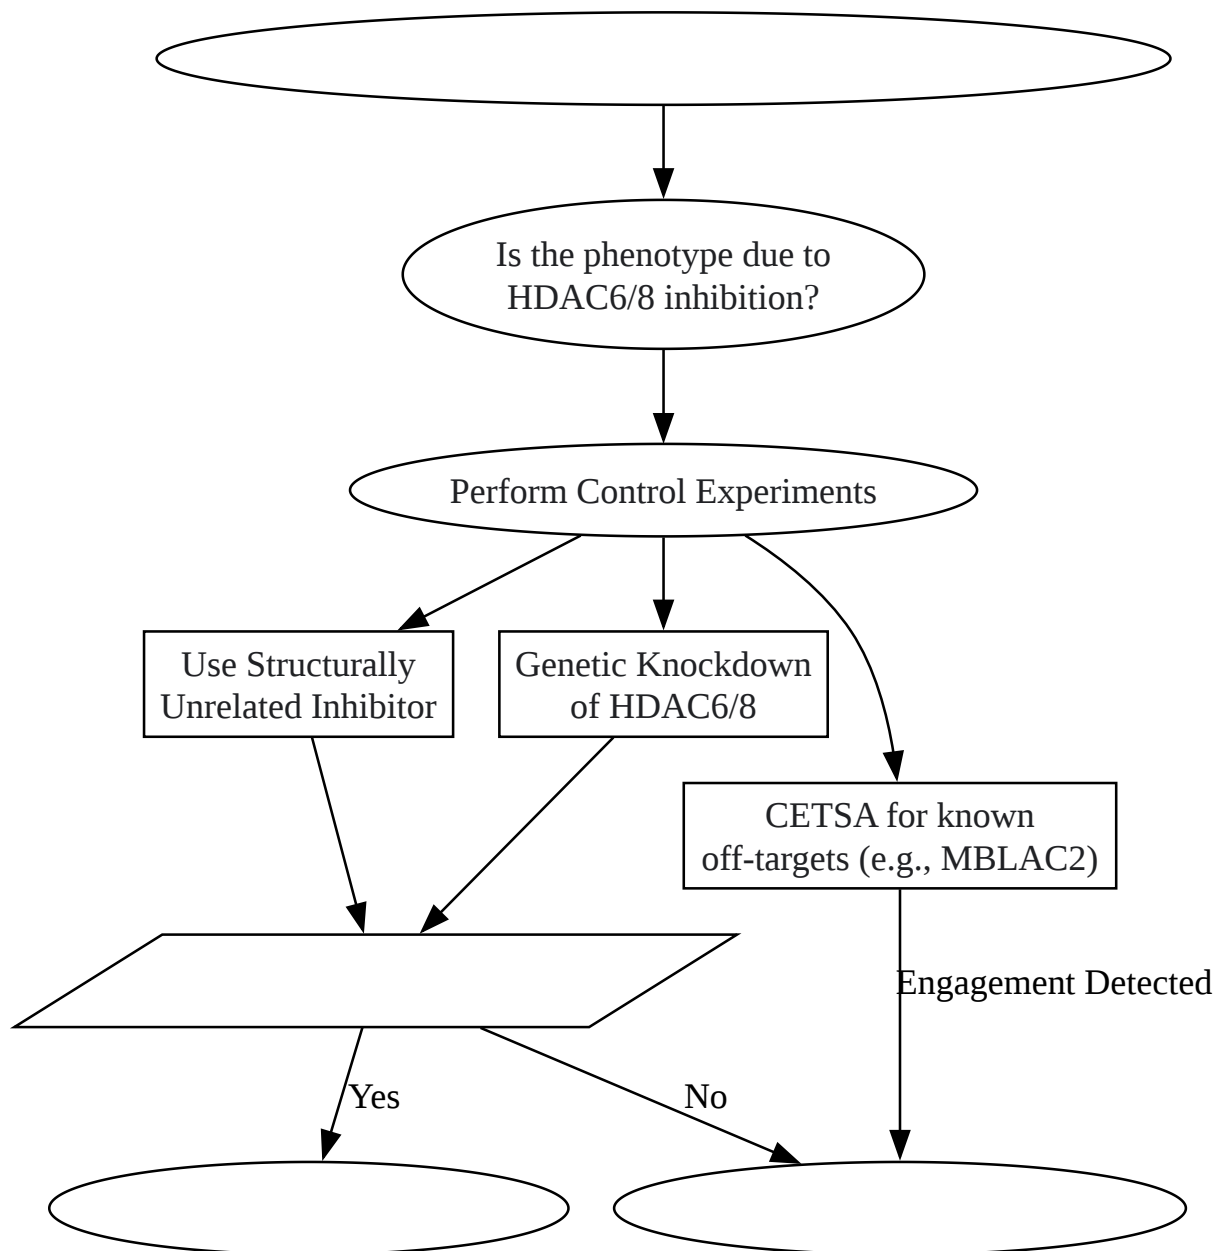 Is the phenotype due to
HDAC6/8 inhibition?
Perform Control Experiments
Use Structurally
Unrelated Inhibitor
Genetic Knockdown
of HDAC6/8
CETSA for known
off-targets (e.g., MBLAC2)
Engagement Detected
Yes
No